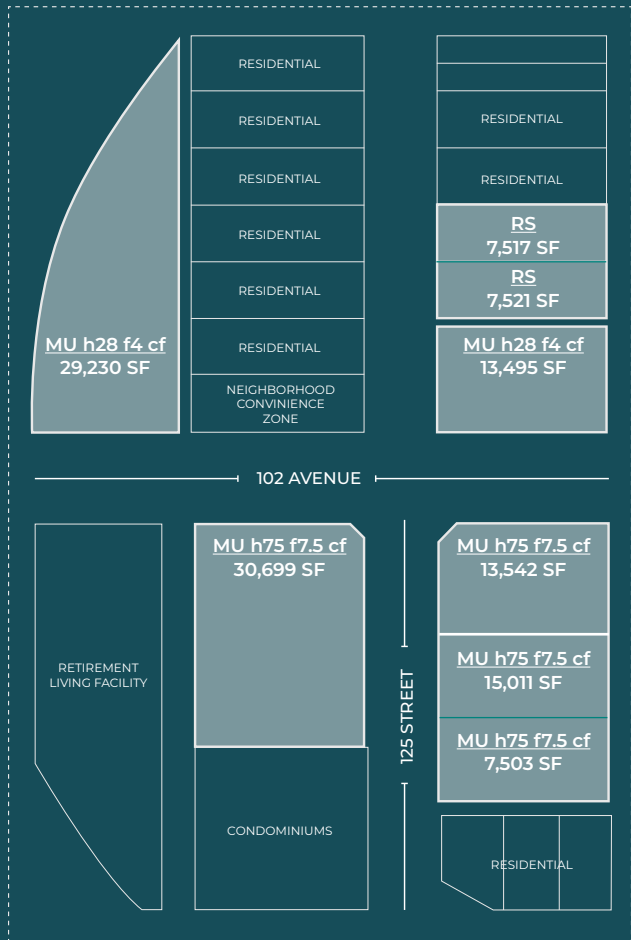 RESIDENTIAL
RESIDENTIAL
RESIDENTIAL
RESIDENTIAL
RESIDENTIAL
RESIDENTIAL
NEIGHBORHOOD
CONVINIENCE
ZONE
MU h28 f4 cf
29,230 SF
RESIDENTIAL
RESIDENTIAL
RS
7,517 SF
RS
7,521 SF
MU h28 f4 cf
13,495 SF
102 AVENUE
RETIREMENT
LIVING FACILITY
MU h75 f7.5 cf
30,699 SF
CONDOMINIUMS
125 STREET
MU h75 f7.5 cf
13,542 SF
MU h75 f7.5 cf
15,011 SF
MU h75 f7.5 cf
7,503 SF
RESIDENTIAL